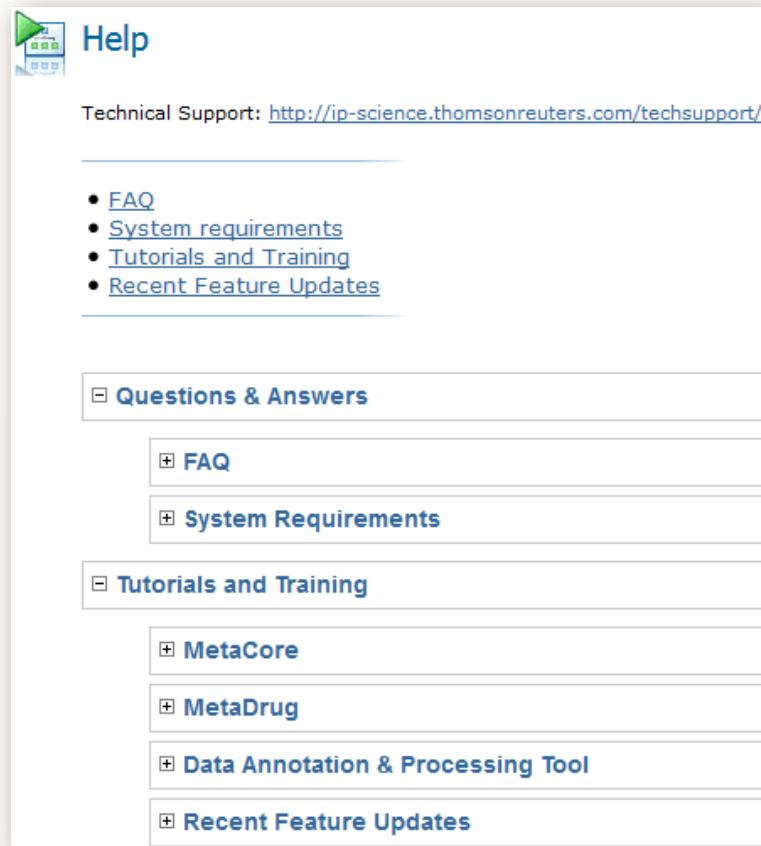 Help
Technical Support: http://ip-science.thomsonreuters.com/techsupport/
FAQ
System requirements
Tutorials and Training
Recent Feature Updates
Questions & Answers
FAQ
System Requirements
Tutorials and Training
MetaCore
MetaDrug
Data Annotation & Processing Tool
Recent Feature Updates